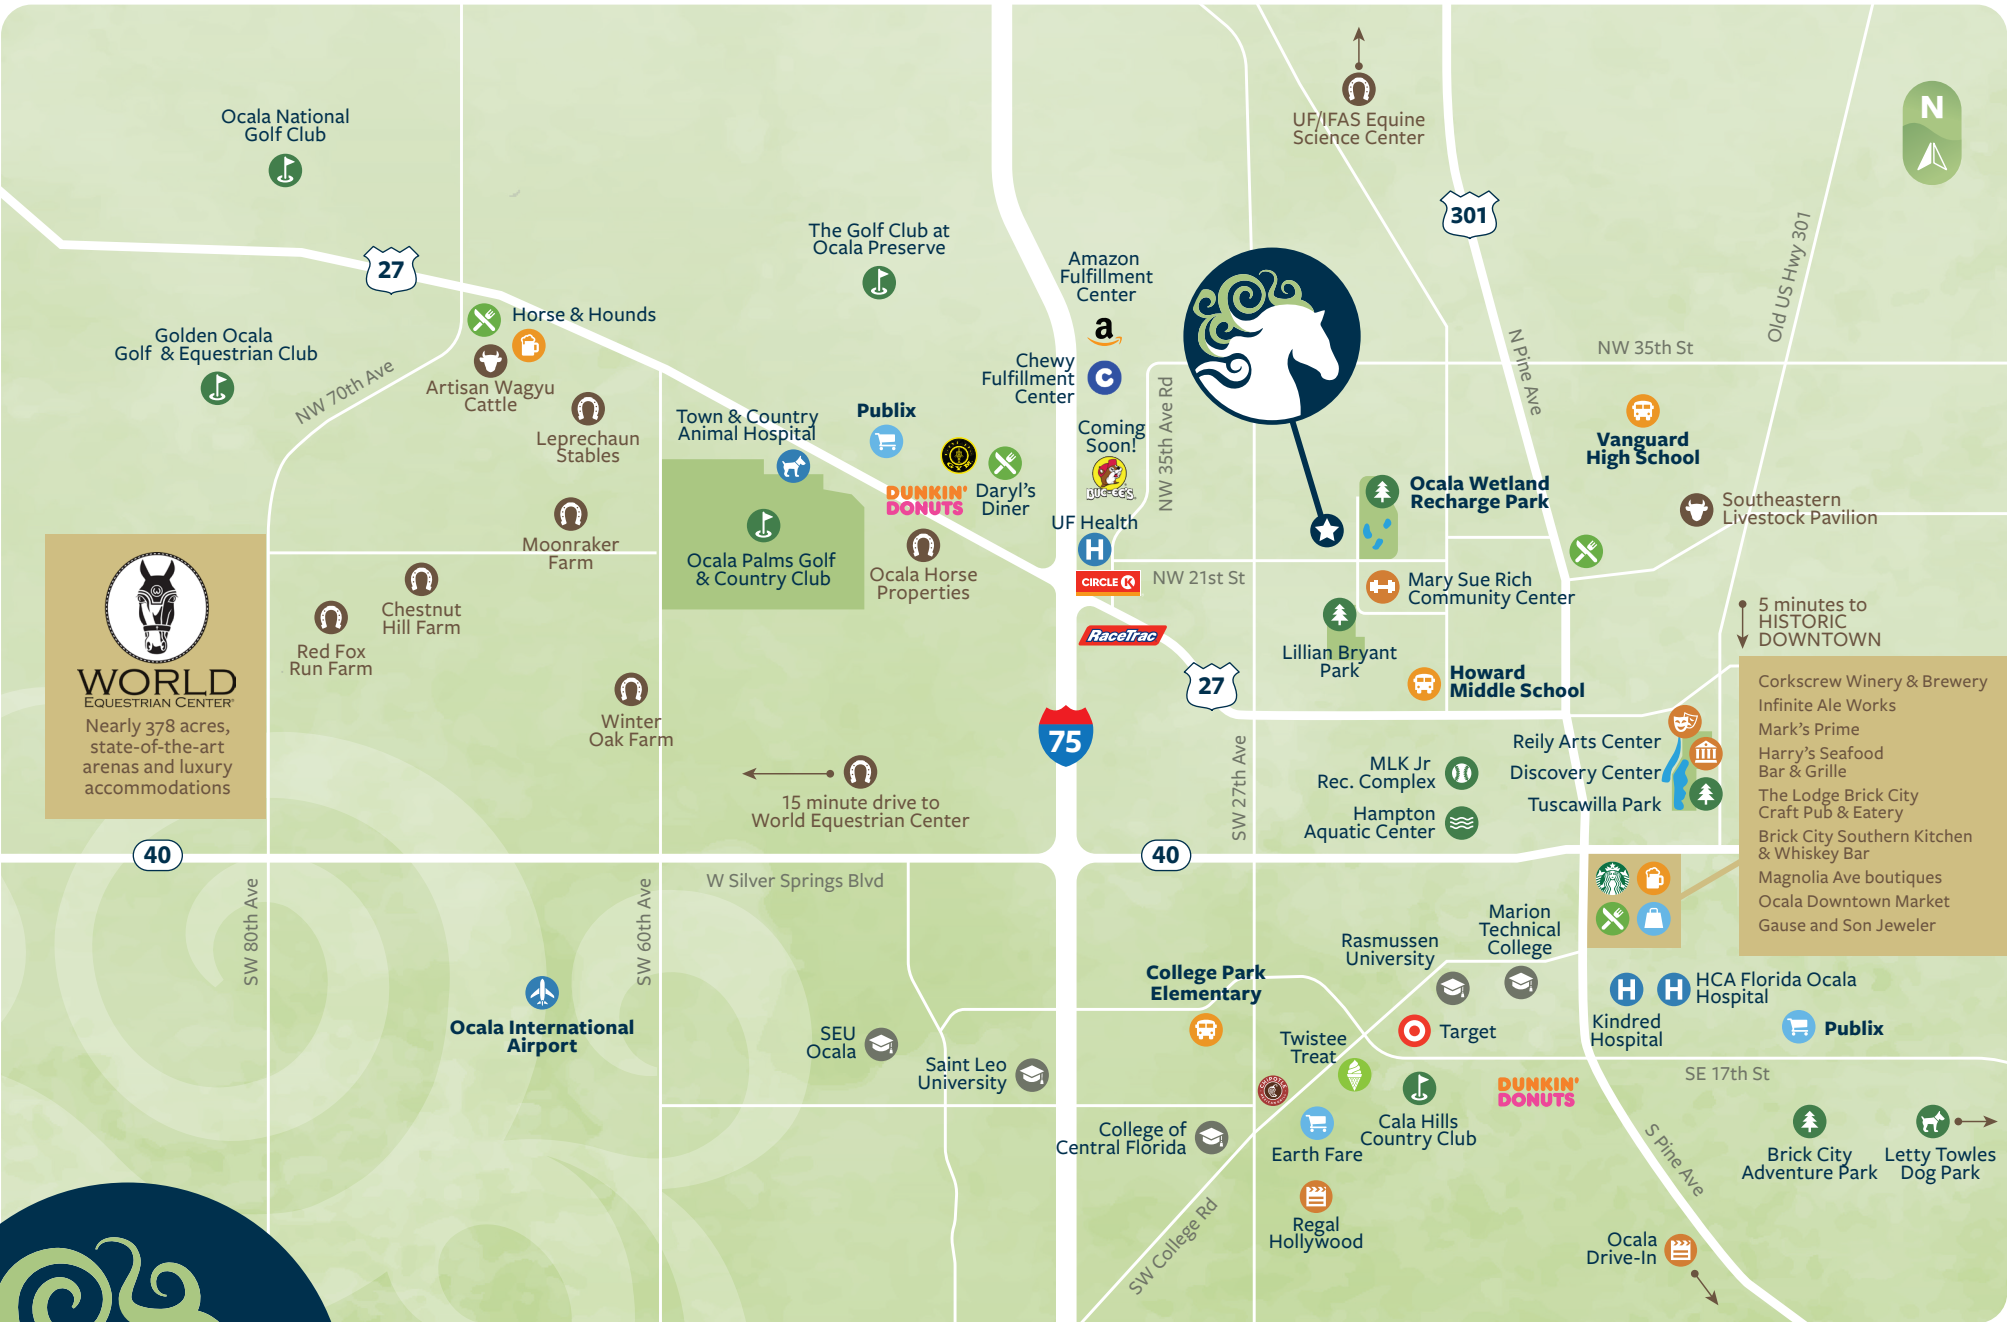 Ocala National
Golf Club
27
Golden Ocala
Golf & Equestrian Club
NW 70th Ave
Horse & Hounds
Artisan Wagyu
Cattle
Leprechaun
Stables
Moonraker
Farm
Chestnut
Hill Farm
Red Fox
Run Farm
Winter
Oak Farm
WORLD
EQUESTRIAN CENTER
Nearly 378 acres,
state-of-the-art
arenas and luxury
accommodations
40
SW 80th Ave
SW 60th Ave
Ocala International
Airport
The Golf Club at
Ocala Preserve
Town & Country
Animal Hospital
Publix
GYM
DUNKIN'
DONUTS
Daryl's
Diner
Ocala Palms Golf
& Country Club
Ocala Horse
Properties
15 minute drive to
World Equestrian Center
W Silver Springs Blvd
SEU
Ocala
Saint Leo
University
Amazon
Fulfillment
Center
a
Chewy
Fulfillment
Center
C
Coming
Soon!
BUC-EE'S
UF Health
H
CIRCLE K
RaceTrac
NW 35th Ave Rd
NW 21st St
27
75
40
SW 27th Ave
UF/IFAS Equine
Science Center
301
N
Old US Hwy 301
N Pine Ave
NW 35th St
Vanguard
High School
Southeastern
Livestock Pavilion
Ocala Wetland
Recharge Park
Mary Sue Rich
Community Center
Lillian Bryant
Park
Howard
Middle School
5 minutes to
HISTORIC
DOWNTOWN
Corkscrew Winery & Brewery
Infinite Ale Works
Mark's Prime
Harry's Seafood
Bar & Grille
The Lodge Brick City
Craft Pub & Eatery
Brick City Southern Kitchen
& Whiskey Bar
Magnolia Ave boutiques
Ocala Downtown Market
Gause and Son Jeweler
Reily Arts Center
Discovery Center
Tuscawilla Park
MLK Jr
Rec. Complex
Hampton
Aquatic Center
Marion
Technical
College
Rasmussen
University
College Park
Elementary
Target
Twistee
Treat
CHIPOTLE
Cala Hills
Country Club
Earth Fare
College of
Central Florida
Regal
Hollywood
SW College Rd
DUNKIN'
DONUTS
H
H
HCA Florida Ocala
Hospital
Kindred
Hospital
Publix
SE 17th St
S Pine Ave
Brick City
Adventure Park
Letty Towles
Dog Park
Ocala
Drive-In